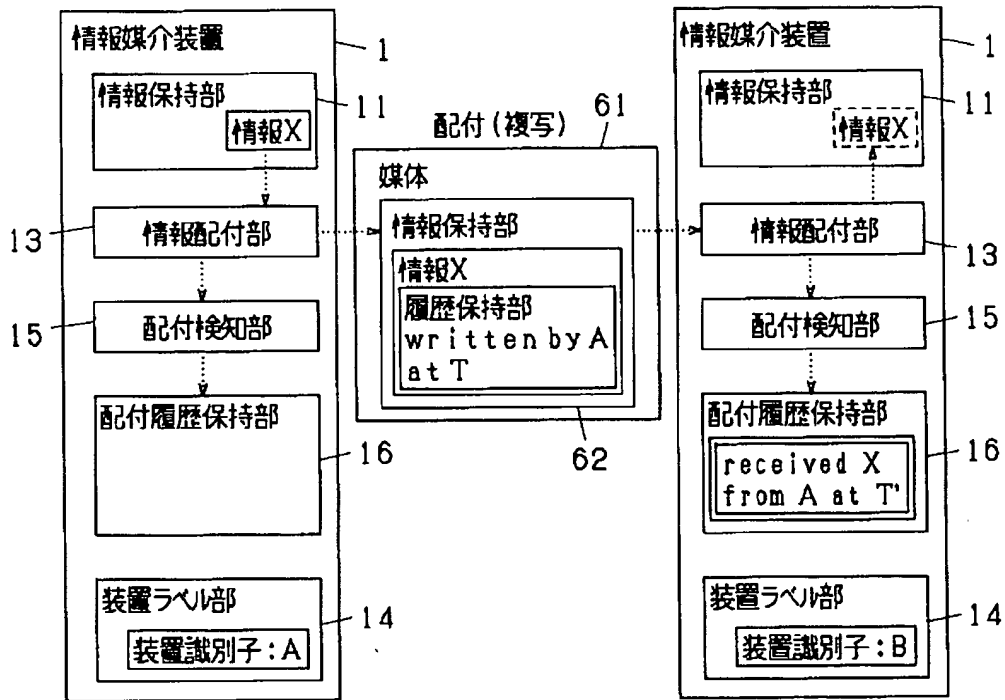 情報媒介装置
1
情報保持部
11
情報X
13
情報配付部
15
配付検知部
配付履歴保持部
16
装置ラベル部
14
装置識別子：A
配付（複写）
61
媒体
情報保持部
情報X
履歴保持部
written by A
at T
62
情報媒介装置
1
情報保持部
11
情報X
情報配付部
13
配付検知部
15
配付履歴保持部
16
received X
from A at T'
装置ラベル部
14
装置識別子：B